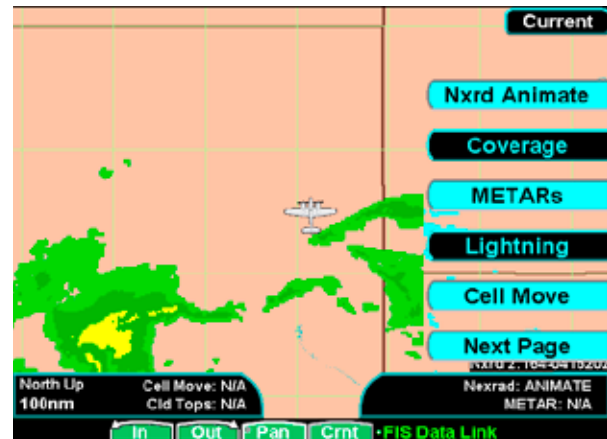 Current
Nxrd Animate
Coverage
METARs
Lightning
Cell Move
Next Page
North Up
100nm
Cell Move: N/A
Cld Tops: N/A
Nexrad: ANIMATE
METAR: N/A
In Out Pan Crnt •FIS Data Link